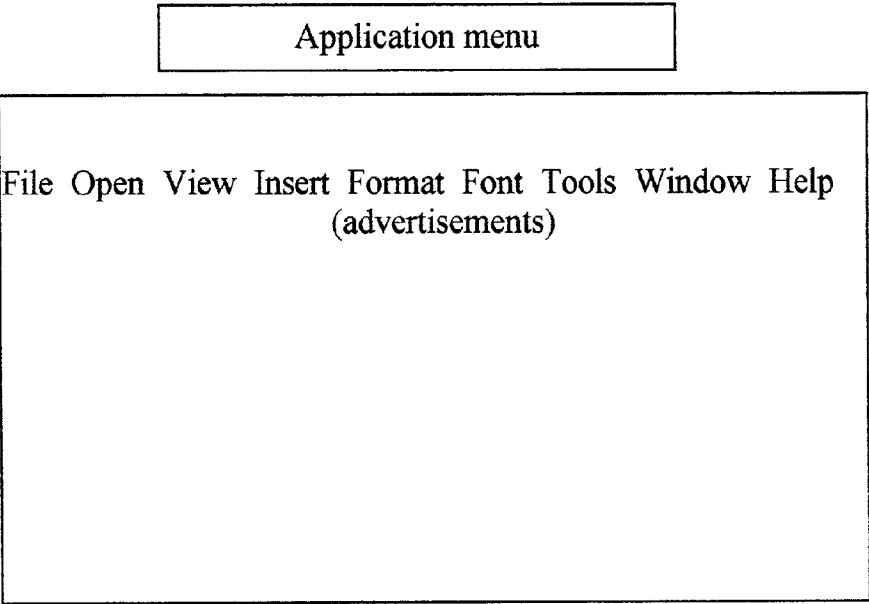 Application menu
File Open View Insert Format Font Tools Window Help
(advertisements)